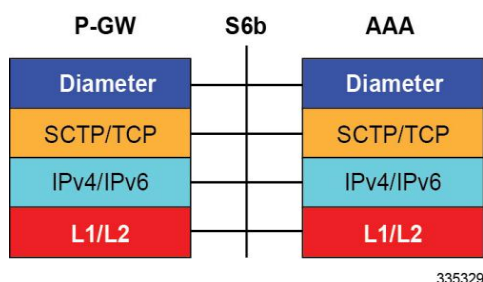 P-GW S6b AAA
Diameter Diameter
SCTP/TCP SCTP/TCP
IPv4/IPv6 IPv4/IPv6
L1/L2 L1/L2
335329